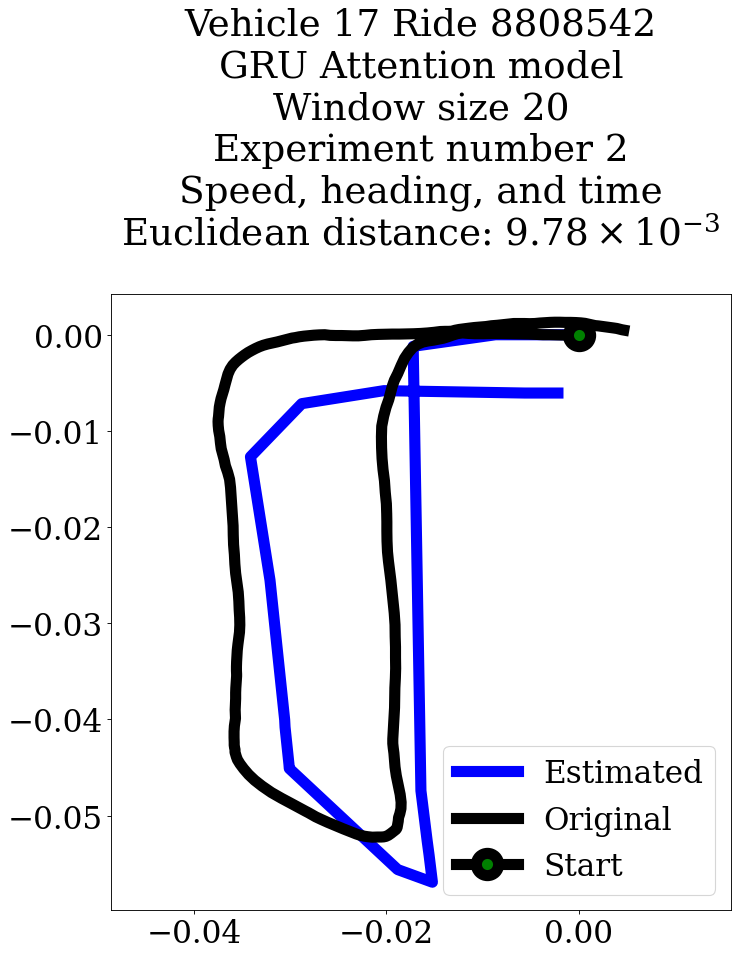 Vehicle 17 Ride 8808542
GRU Attention model
Window size 20
Experiment number 2
Speed, heading, and time
Euclidean distance: 9.78 × 10⁻³
0.00
−0.01
−0.02
−0.03
−0.04
−0.05
Estimated
Original
Start
−0.04 −0.02 0.00